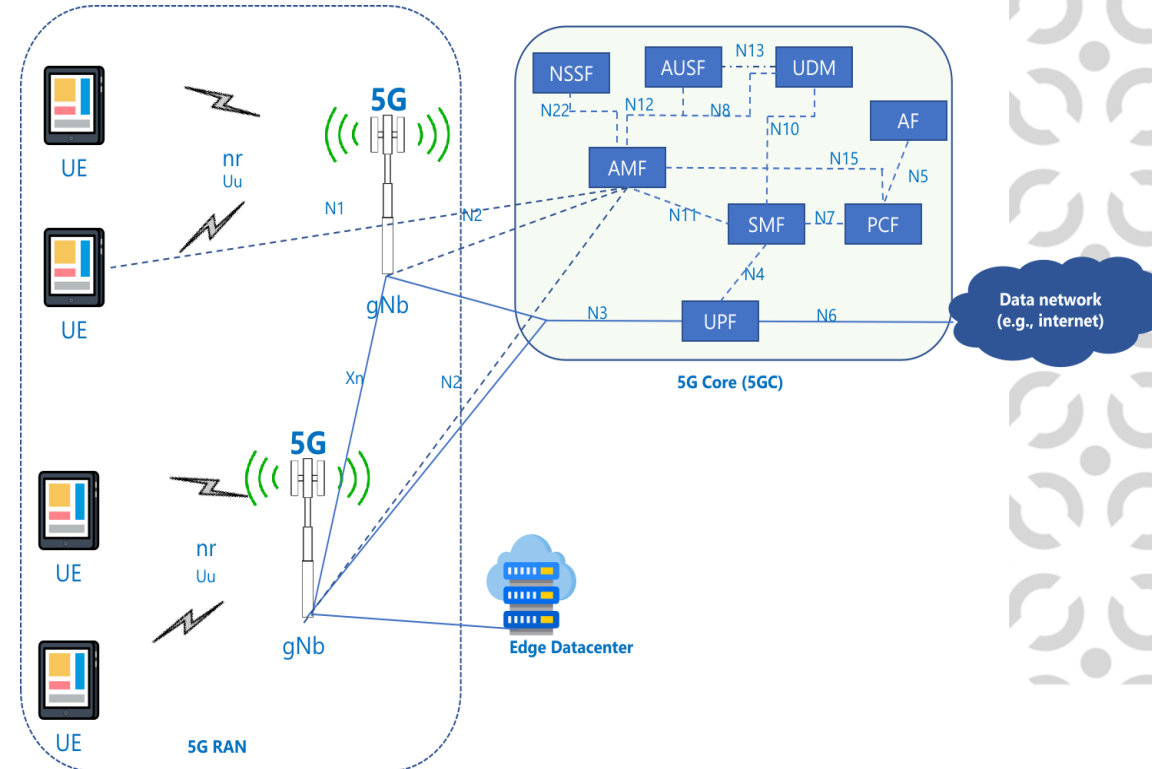 UE
nr
Uu
5G
N1
UE
gNb
Xn
N2
N2
UE
nr
Uu
5G
gNb
UE
5G RAN
Edge Datacenter
NSSF
AUSF
N13
UDM
N22
N12
N8
N10
AF
AMF
N15
N5
N11
SMF
N7
PCF
N4
N3
UPF
N6
5G Core (5GC)
Data network
(e.g., internet)